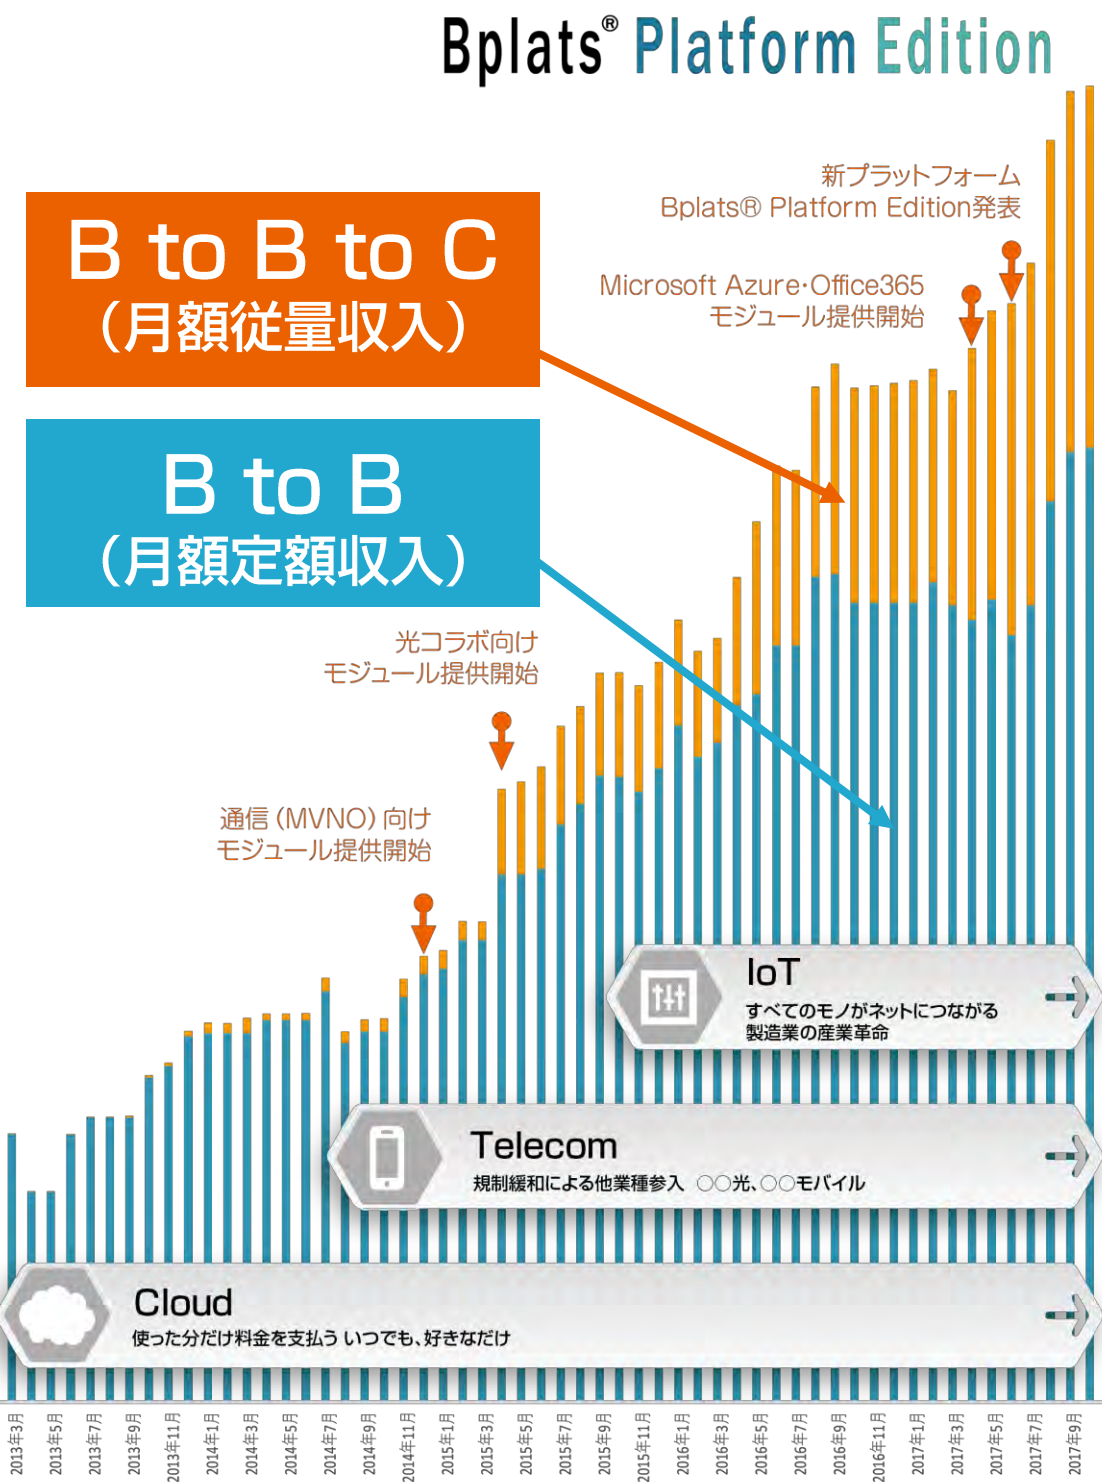 Bplats® Platform Edition
新プラットフォーム
Bplats® Platform Edition発表
B to B to C
（月額従量収入）
Microsoft Azure・Office365
モジュール提供開始
B to B
（月額定額収入）
光コラボ向け
モジュール提供開始
通信（MVNO）向け
モジュール提供開始
IoT
すべてのモノがネットにつながる
製造業の産業革命
Telecom
規制緩和による他業種参入　○○光、○○モバイル
Cloud
使った分だけ料金を支払う いつでも、好きなだけ
2013年3月
2013年5月
2013年7月
2013年9月
2013年11月
2014年1月
2014年3月
2014年5月
2014年7月
2014年9月
2014年11月
2015年1月
2015年3月
2015年5月
2015年7月
2015年9月
2015年11月
2016年1月
2016年3月
2016年5月
2016年7月
2016年9月
2016年11月
2017年1月
2017年3月
2017年5月
2017年7月
2017年9月